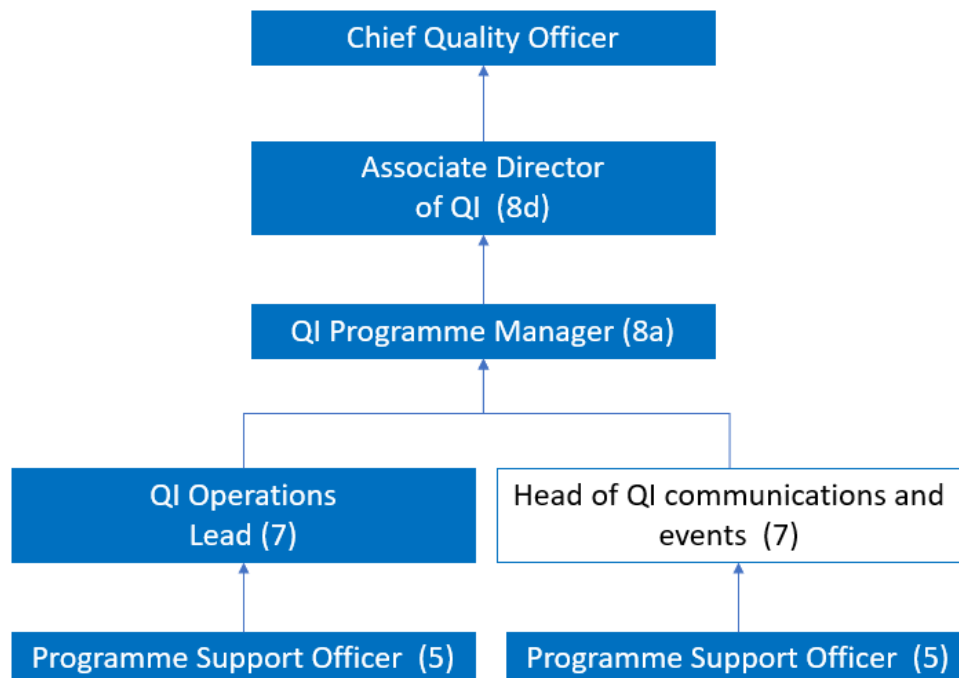 Chief Quality Officer
Associate Director
of QI (8d)
QI Programme Manager (8a)
QI Operations
Lead (7)
Head of QI communications and
events (7)
Programme Support Officer (5)
Programme Support Officer (5)